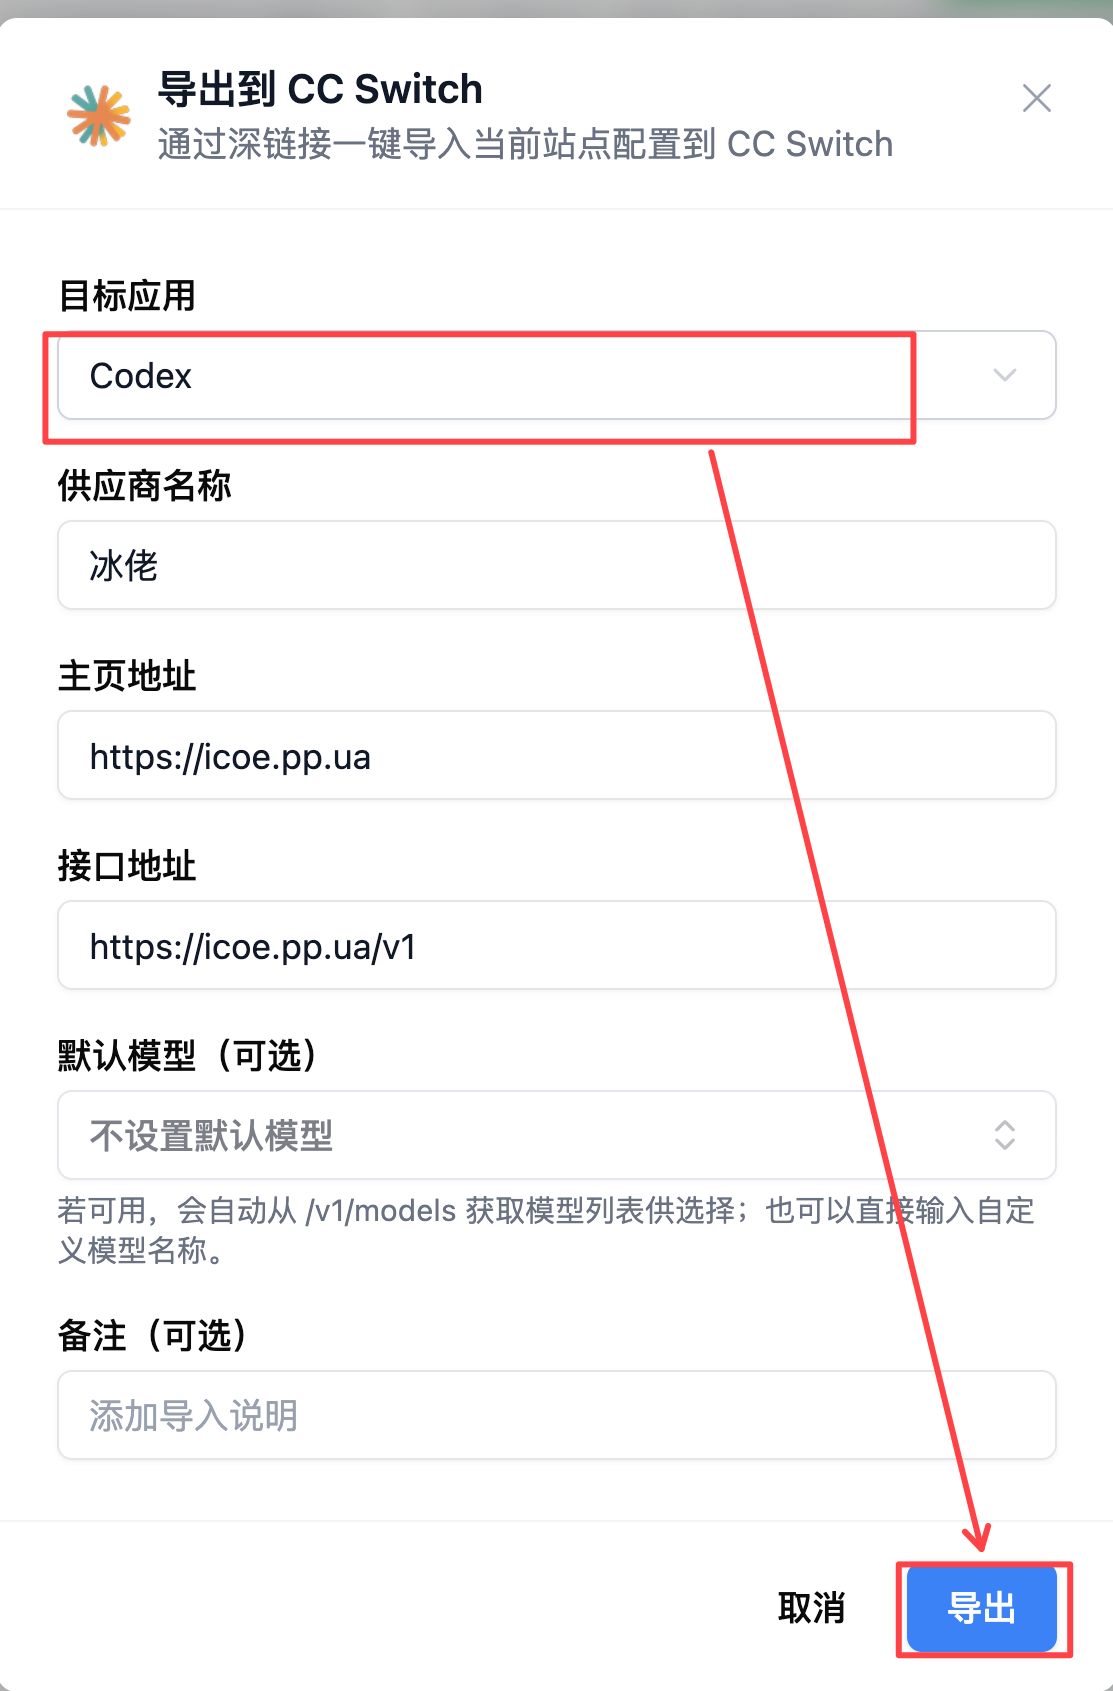 导出到 CC Switch
通过深链接一键导入当前站点配置到 CC Switch
目标应用
Codex
供应商名称
冰佬
主页地址
https://icoe.pp.ua
接口地址
https://icoe.pp.ua/v1
默认模型（可选）
不设置默认模型
若可用，会自动从 /v1/models 获取模型列表供选择；也可以直接输入自定
义模型名称。
备注（可选）
添加导入说明
取消
导出